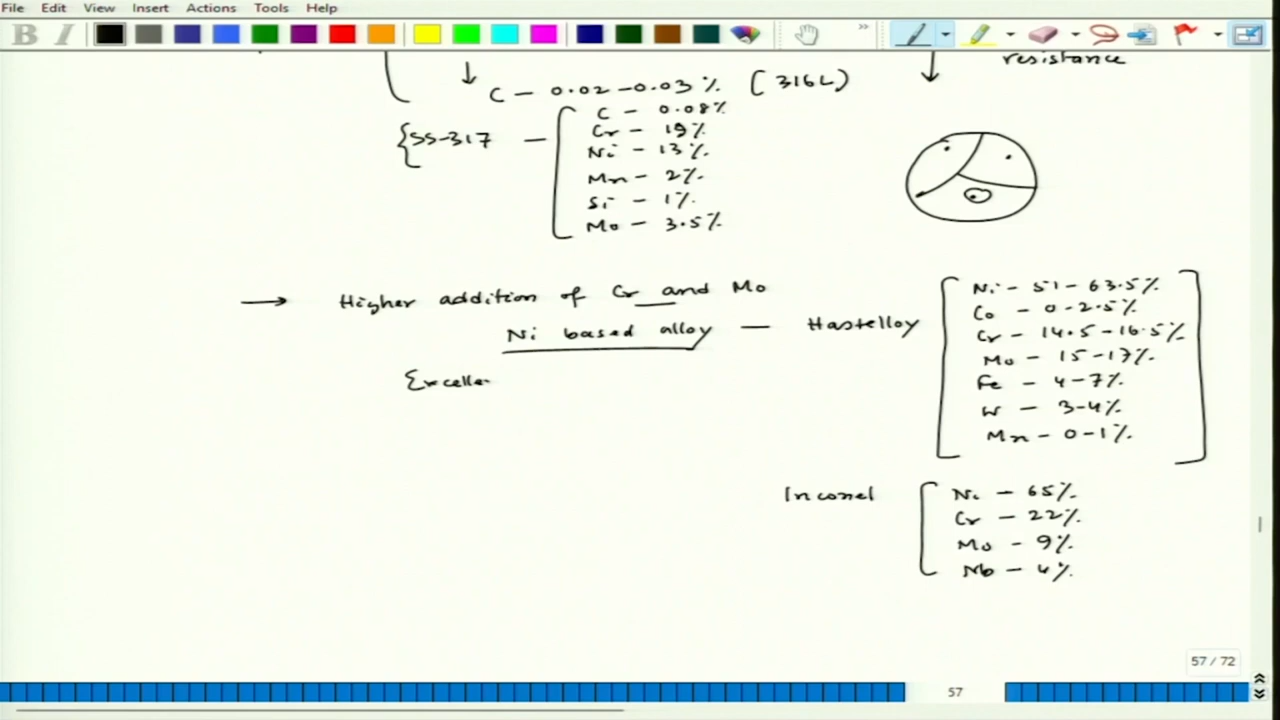 File Edit View Insert Actions Tools Help
B I
resistance
C - 0.02-0.03 % (316L)
SS-317 - C - 0.08%
Cr - 19%
Ni - 13%
Mn - 2%
Si - 1%
Mo - 3.5%
→ Higher addition of Cr and Mo
Ni based alloy - Hastelloy
Ni - 51 - 63.5%
Co - 0-2.5%
Cr - 14.5-16.5%
Mo - 15-17%
Fe - 4-7%
W - 3-4%
Mn - 0-1%
Excelle
Inconel
Ni - 65%
Cr - 22%
Mo - 9%
Nb - 4%
57 / 72
57